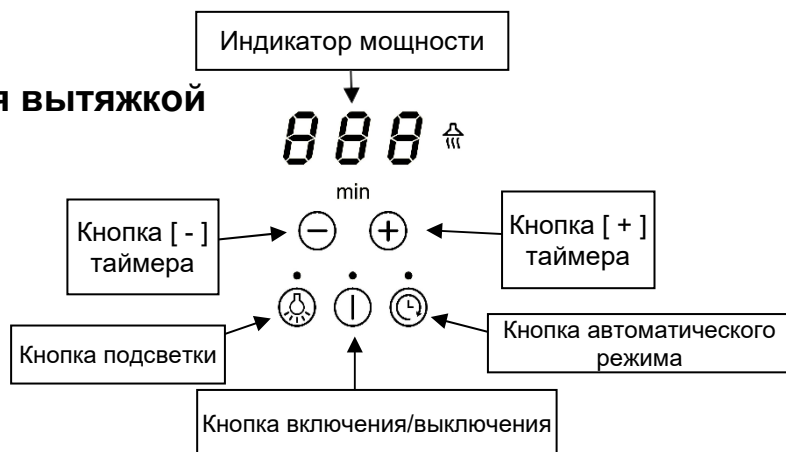 Индикатор мощности
я вытяжкой
888
min
Кнопка [ - ]
таймера
Кнопка [ + ]
таймера
Кнопка подсветки
Кнопка автоматического
режима
Кнопка включения/выключения